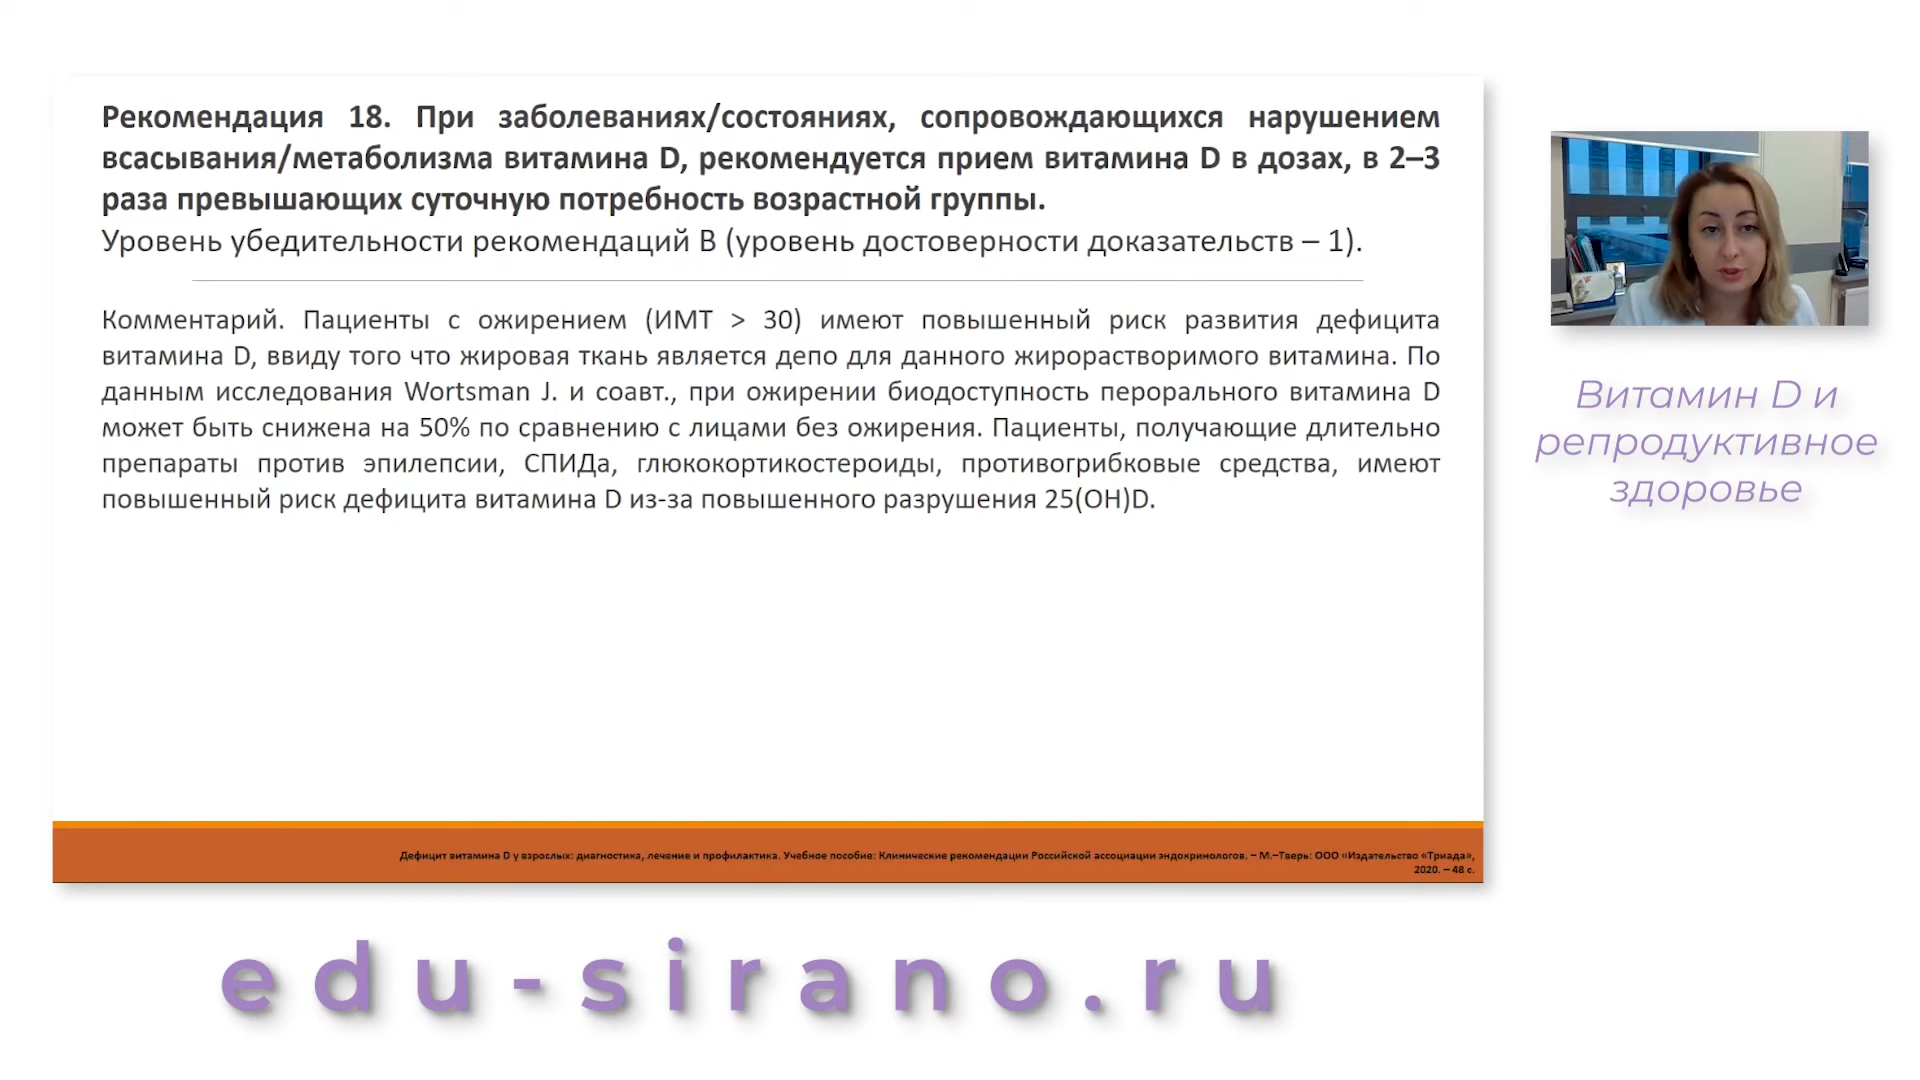 Рекомендация 18. При заболеваниях/состояниях, сопровождающихся нарушением
всасывания/метаболизма витамина D, рекомендуется прием витамина D в дозах, в 2–3
раза превышающих суточную потребность возрастной группы.
Уровень убедительности рекомендаций B (уровень достоверности доказательств – 1).
Комментарий. Пациенты с ожирением (ИМТ > 30) имеют повышенный риск развития дефицита
витамина D, ввиду того что жировая ткань является депо для данного жирорастворимого витамина. По
данным исследования Wortsman J. и соавт., при ожирении биодоступность перорального витамина D
может быть снижена на 50% по сравнению с лицами без ожирения. Пациенты, получающие длительно
препараты против эпилепсии, СПИДа, глюкокортикостероиды, противогрибковые средства, имеют
повышенный риск дефицита витамина D из-за повышенного разрушения 25(ОН)D.
Дефицит витамина D у взрослых: диагностика, лечение и профилактика. Учебное пособие: Клинические рекомендации Российской ассоциации эндокринологов. – М.–Тверь: ООО «Издательство «Триада»,
2020. – 48 с.
Витамин D и
репродуктивное
здоровье
edu-sirano.ru